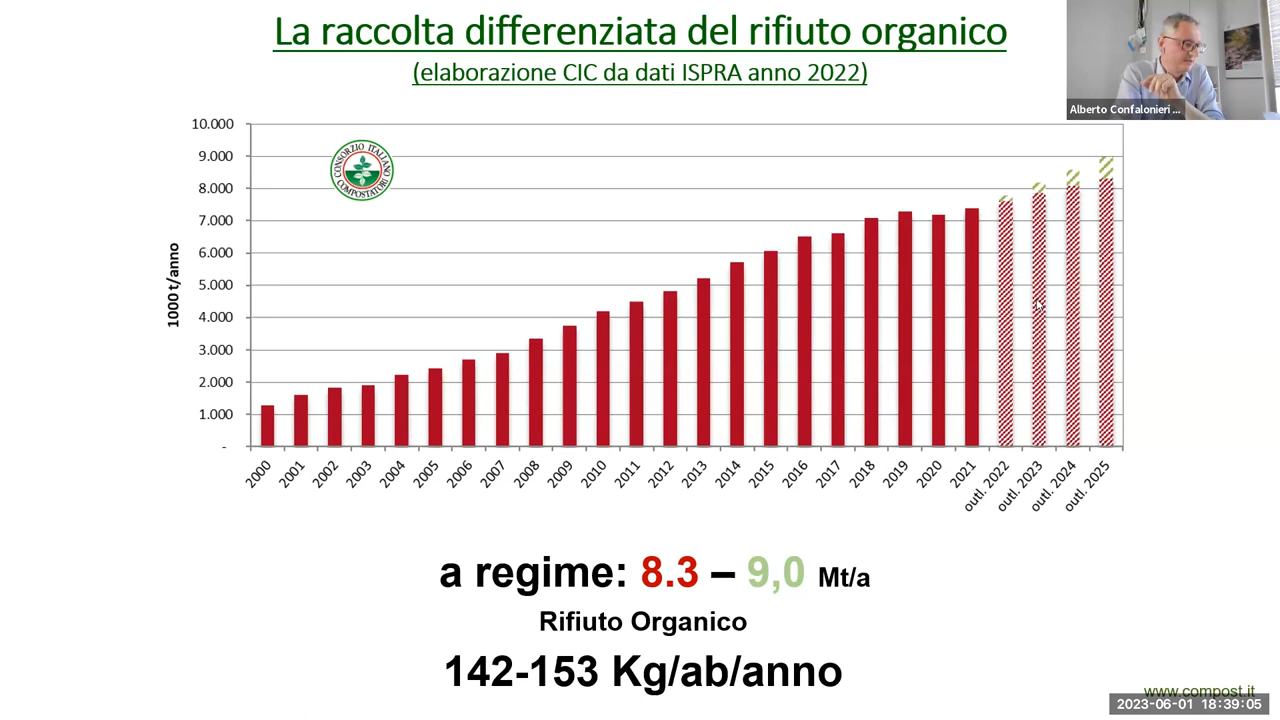 La raccolta differenziata del rifiuto organico
(elaborazione CIC da dati ISPRA anno 2022)
Alberto Confalonieri ...
CONSORZIO ITALIANO
COMPOSTATORI
1000 t/anno
10.000
9.000
8.000
7.000
6.000
5.000
4.000
3.000
2.000
1.000
-
2000
2001
2002
2003
2004
2005
2006
2007
2008
2009
2010
2011
2012
2013
2014
2015
2016
2017
2018
2019
2020
2021
outl. 2022
outl. 2023
outl. 2024
outl. 2025
a regime: 8.3 – 9,0 Mt/a
Rifiuto Organico
142-153 Kg/ab/anno
www.compost.it
2023-06-01 18:39:05